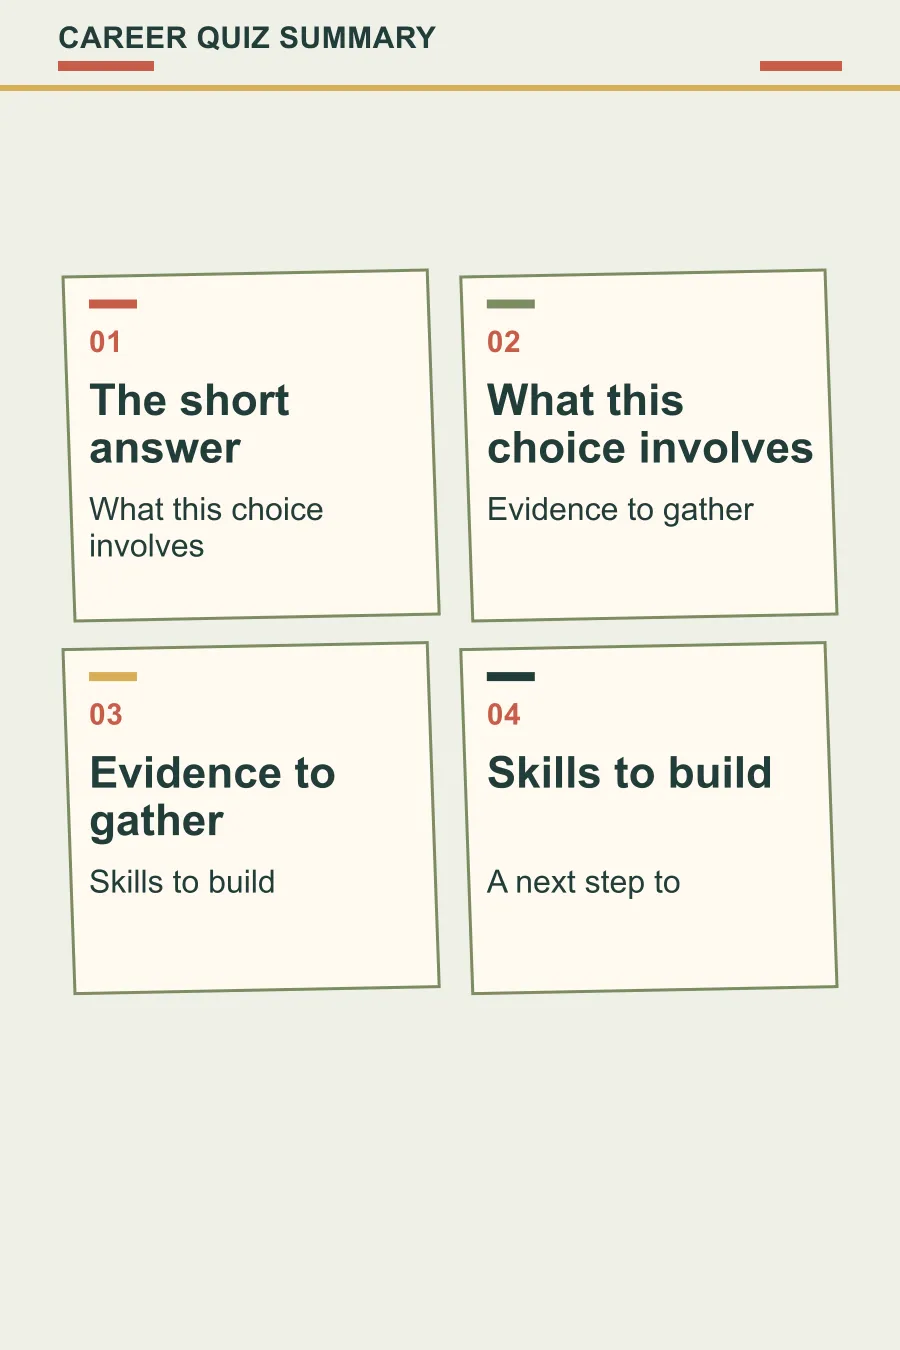 CAREER QUIZ SUMMARY
01
The short
answer
What this choice
involves
02
What this
choice involves
Evidence to gather
03
Evidence to
gather
Skills to build
04
Skills to build
A next step to